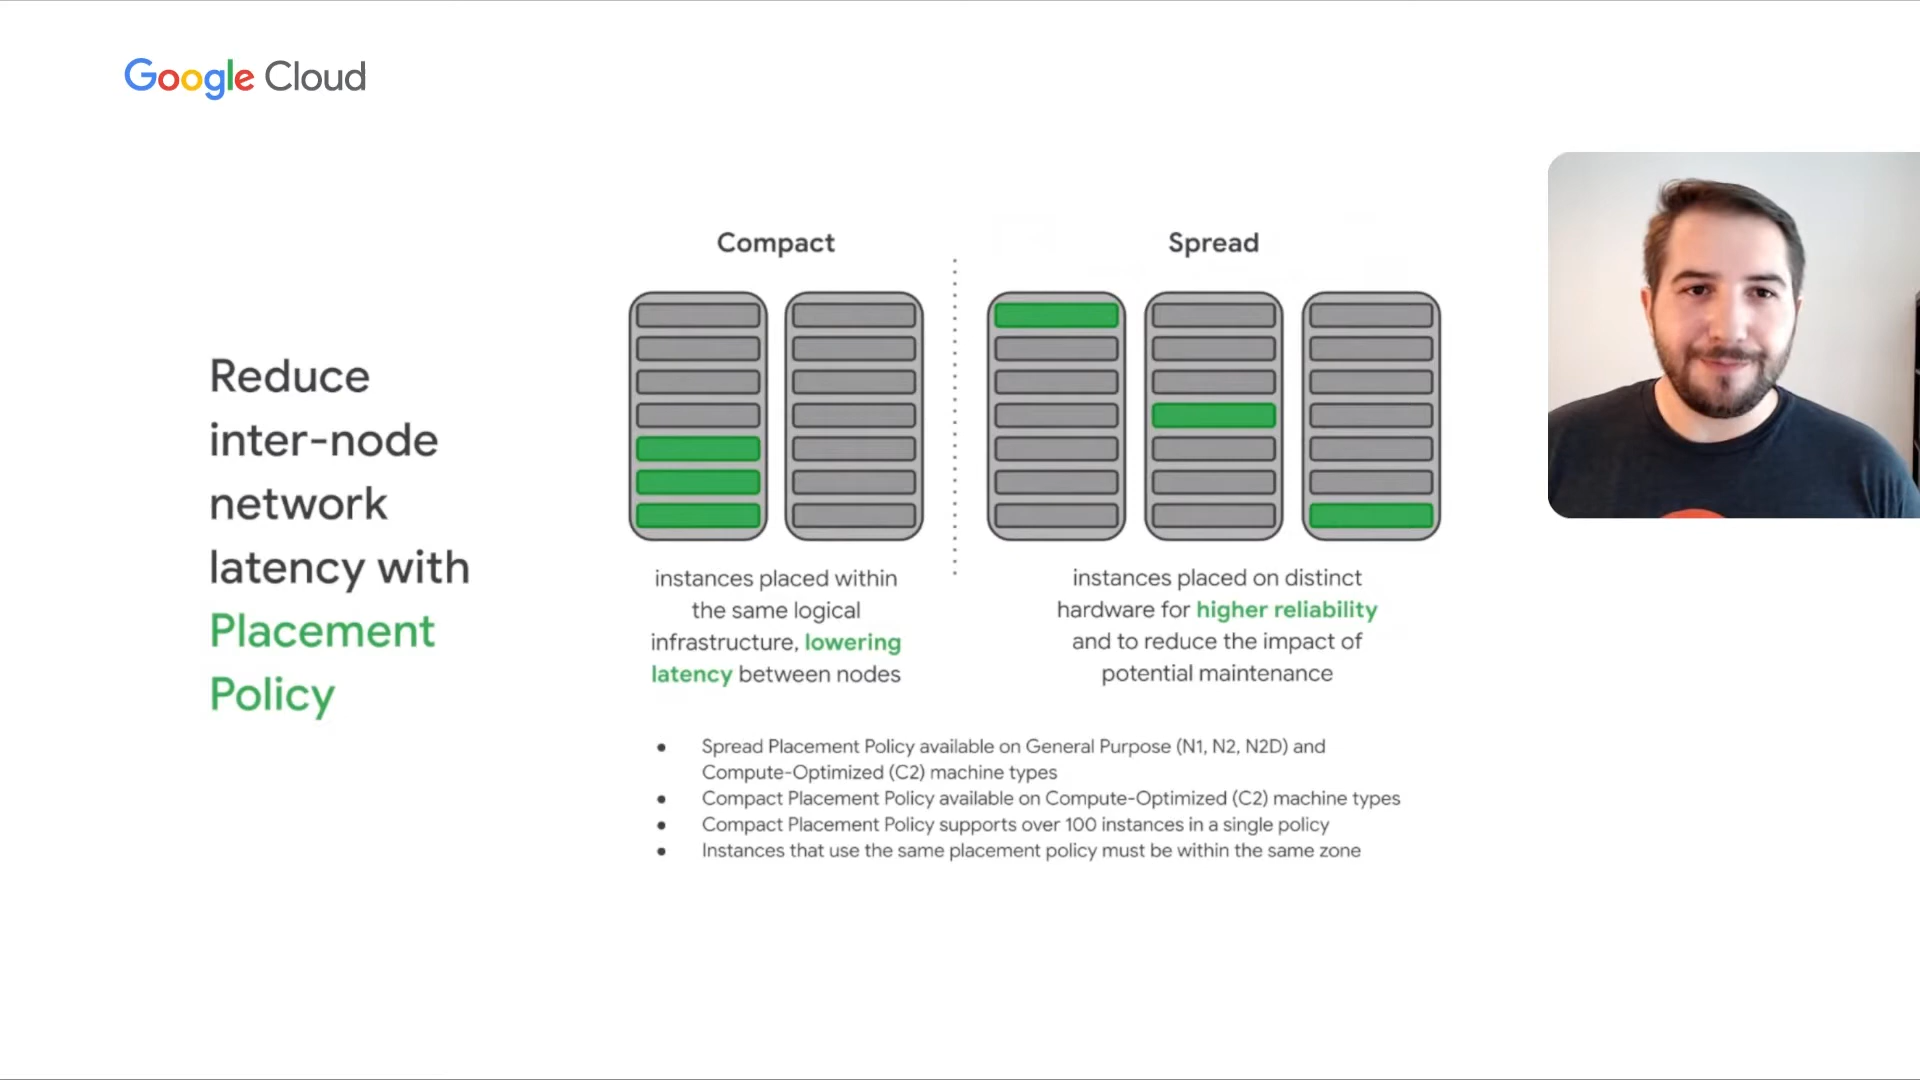 Google Cloud
Reduce
inter-node
network
latency with
Placement
Policy
Compact
instances placed within
the same logical
infrastructure, lowering
latency between nodes
Spread
instances placed on distinct
hardware for higher reliability
and to reduce the impact of
potential maintenance
● Spread Placement Policy available on General Purpose (N1, N2, N2D) and
Compute-Optimized (C2) machine types
● Compact Placement Policy available on Compute-Optimized (C2) machine types
● Compact Placement Policy supports over 100 instances in a single policy
● Instances that use the same placement policy must be within the same zone